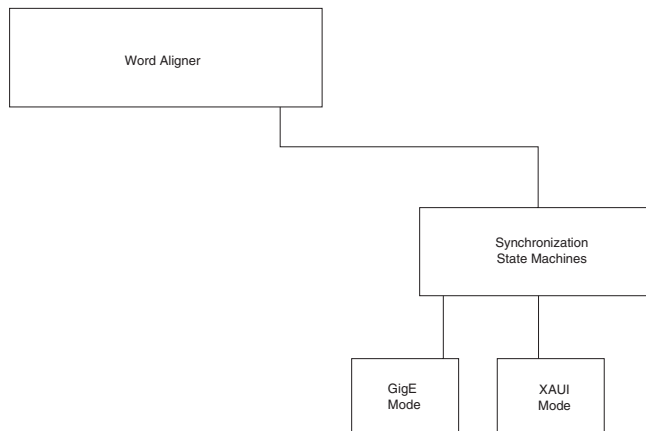 Word Aligner
Synchronization
State Machines
GigE
Mode
XAUI
Mode